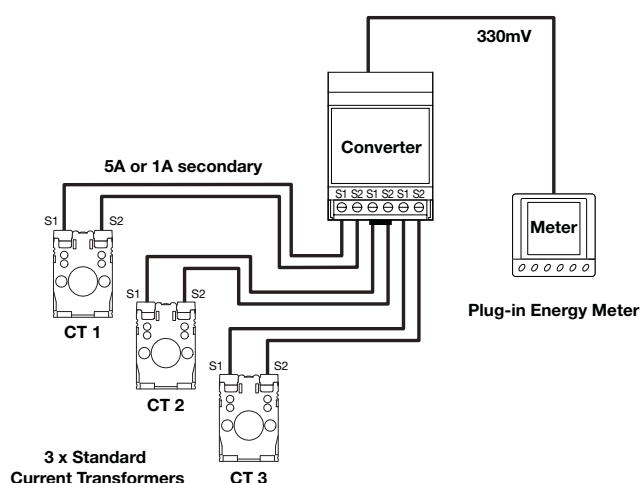 330mV
Converter
5A or 1A secondary
S1 S2 S1 S2 S1 S2
S1 S2
Meter
CT 1
S1 S2
Plug-in Energy Meter
CT 2
S1 S2
3 x Standard
Current Transformers
CT 3